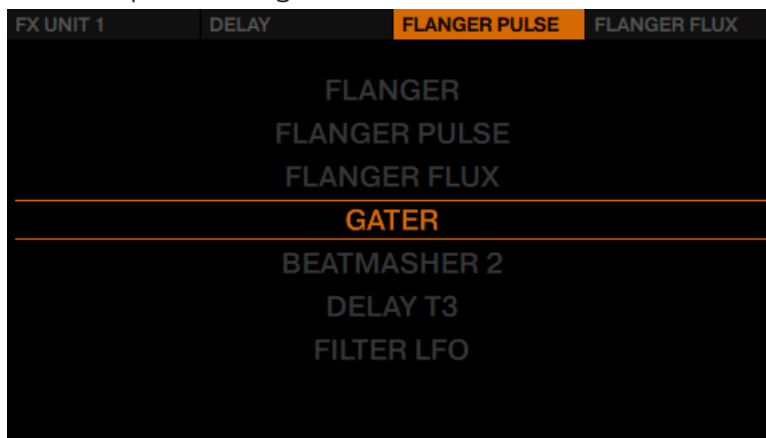 FX UNIT 1 DELAY FLANGER PULSE FLANGER FLUX
FLANGER
FLANGER PULSE
FLANGER FLUX
GATER
BEATMASHER 2
DELAY T3
FILTER LFO